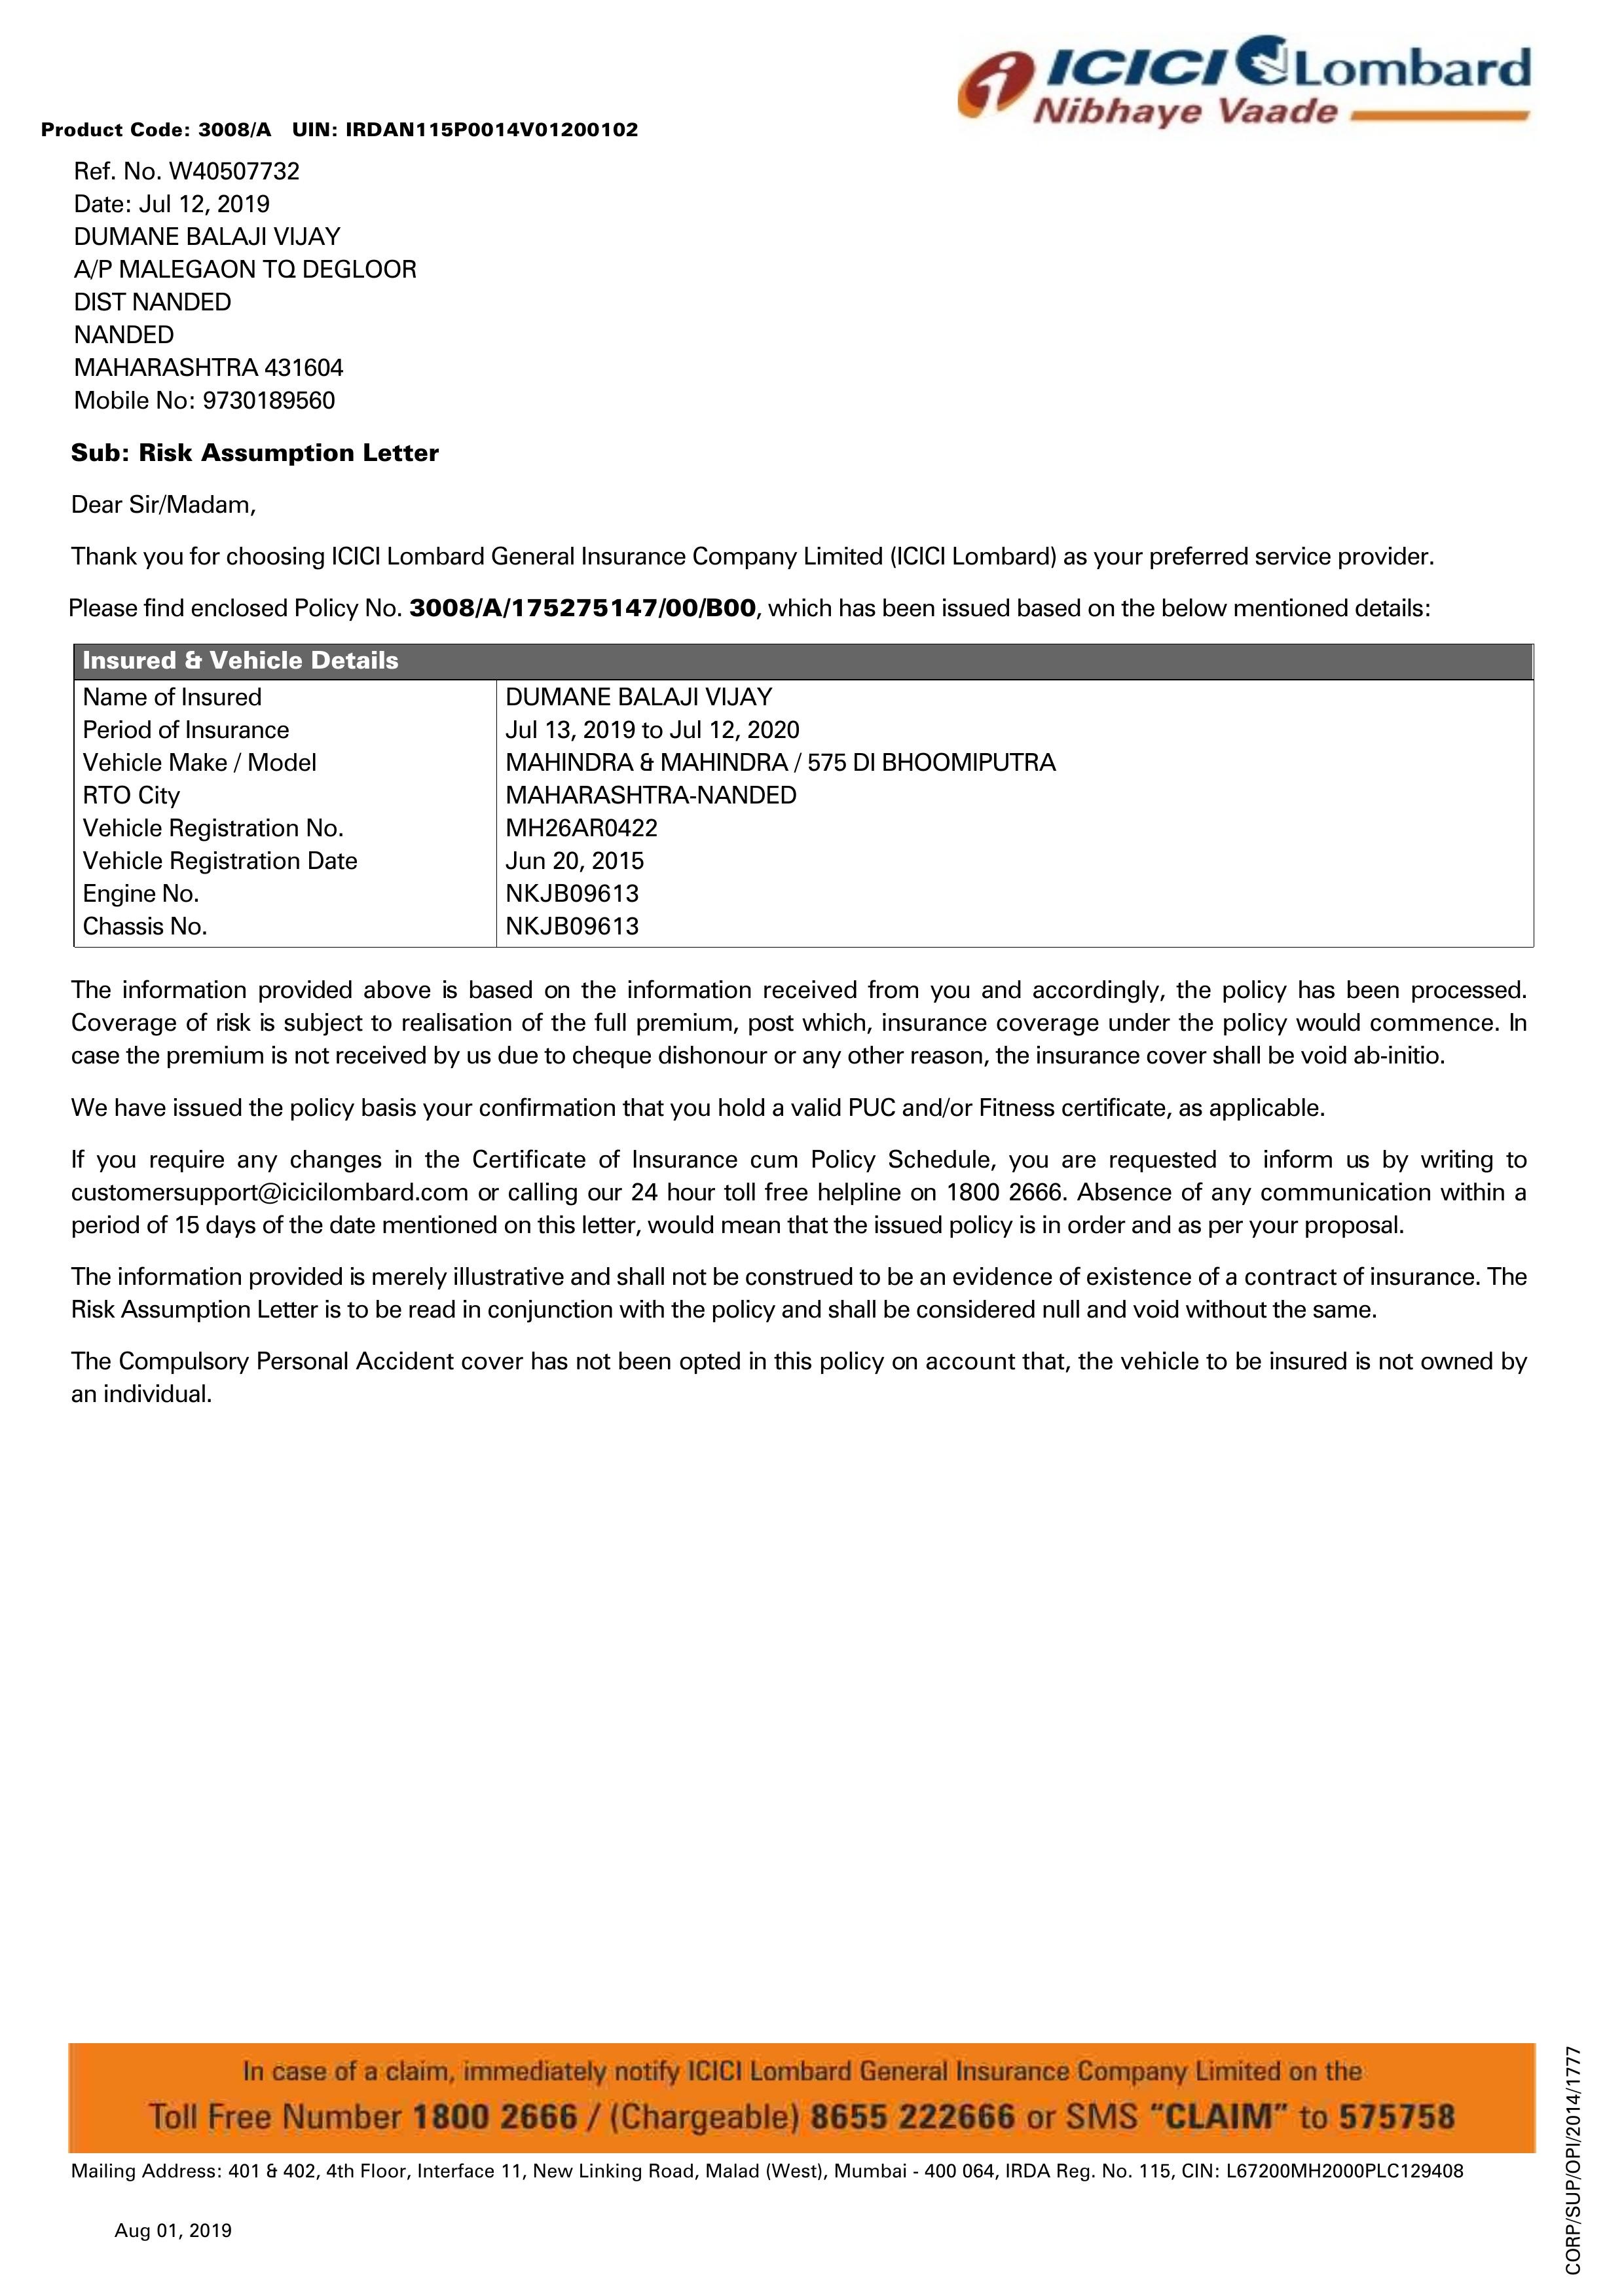 ICICI Lombard
Nibhaye Vaade
Product Code: 3008/A UIN: IRDAN115P0014V01200102
Ref. No. W40507732
Date: Jul 12, 2019
DUMANE BALAJI VIJAY
A/P MALEGAON TQ DEGLOOR
DIST NANDED
NANDED
MAHARASHTRA 431604
Mobile No: 9730189560
Sub: Risk Assumption Letter
Dear Sir/Madam,
Thank you for choosing ICICI Lombard General Insurance Company Limited (ICICI Lombard) as your preferred service provider.
Please find enclosed Policy No. 3008/A/175275147/00/B00, which has been issued based on the below mentioned details:
Insured & Vehicle Details
Name of Insured DUMANE BALAJI VIJAY
Period of Insurance Jul 13, 2019 to Jul 12, 2020
Vehicle Make / Model MAHINDRA & MAHINDRA / 575 DI BHOOMIPUTRA
RTO City MAHARASHTRA-NANDED
Vehicle Registration No. MH26AR0422
Vehicle Registration Date Jun 20, 2015
Engine No. NKJB09613
Chassis No. NKJB09613
The information provided above is based on the information received from you and accordingly, the policy has been processed.
Coverage of risk is subject to realisation of the full premium, post which, insurance coverage under the policy would commence. In
case the premium is not received by us due to cheque dishonour or any other reason, the insurance cover shall be void ab-initio.
We have issued the policy basis your confirmation that you hold a valid PUC and/or Fitness certificate, as applicable.
If you require any changes in the Certificate of Insurance cum Policy Schedule, you are requested to inform us by writing to
customersupport@icicilombard.com or calling our 24 hour toll free helpline on 1800 2666. Absence of any communication within a
period of 15 days of the date mentioned on this letter, would mean that the issued policy is in order and as per your proposal.
The information provided is merely illustrative and shall not be construed to be an evidence of existence of a contract of insurance. The
Risk Assumption Letter is to be read in conjunction with the policy and shall be considered null and void without the same.
The Compulsory Personal Accident cover has not been opted in this policy on account that, the vehicle to be insured is not owned by
an individual.
In case of a claim, immediately notify ICICI Lombard General Insurance Company Limited on the
Toll Free Number 1800 2666 / (Chargeable) 8655 222666 or SMS “CLAIM” to 575758
Mailing Address: 401 & 402, 4th Floor, Interface 11, New Linking Road, Malad (West), Mumbai - 400 064, IRDA Reg. No. 115, CIN: L67200MH2000PLC129408
Aug 01, 2019
CORP/SUP/OPI/2014/1777